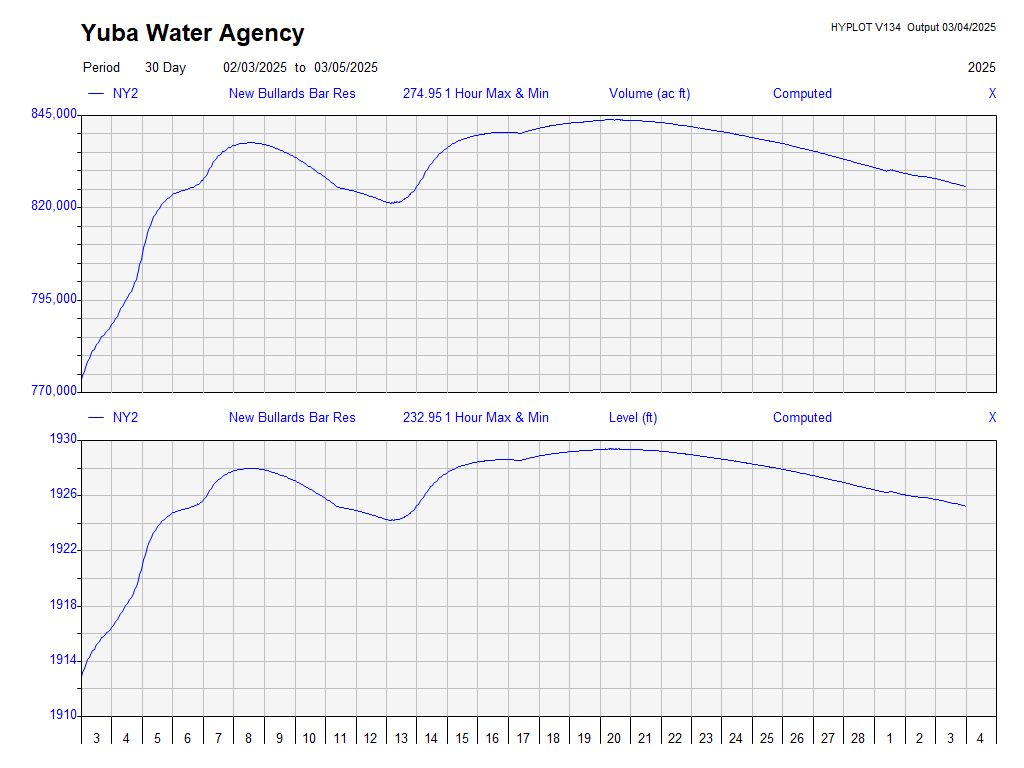 Yuba Water Agency
HYPLOT V134 Output 03/04/2025
Period 30 Day 02/03/2025 to 03/05/2025 2025
NY2 New Bullards Bar Res 274.95 1 Hour Max & Min Volume (ac ft) Computed X
845,000
820,000
795,000
770,000
NY2 New Bullards Bar Res 232.95 1 Hour Max & Min Level (ft) Computed X
1930
1926
1922
1918
1914
1910
3 4 5 6 7 8 9 10 11 12 13 14 15 16 17 18 19 20 21 22 23 24 25 26 27 28 1 2 3 4